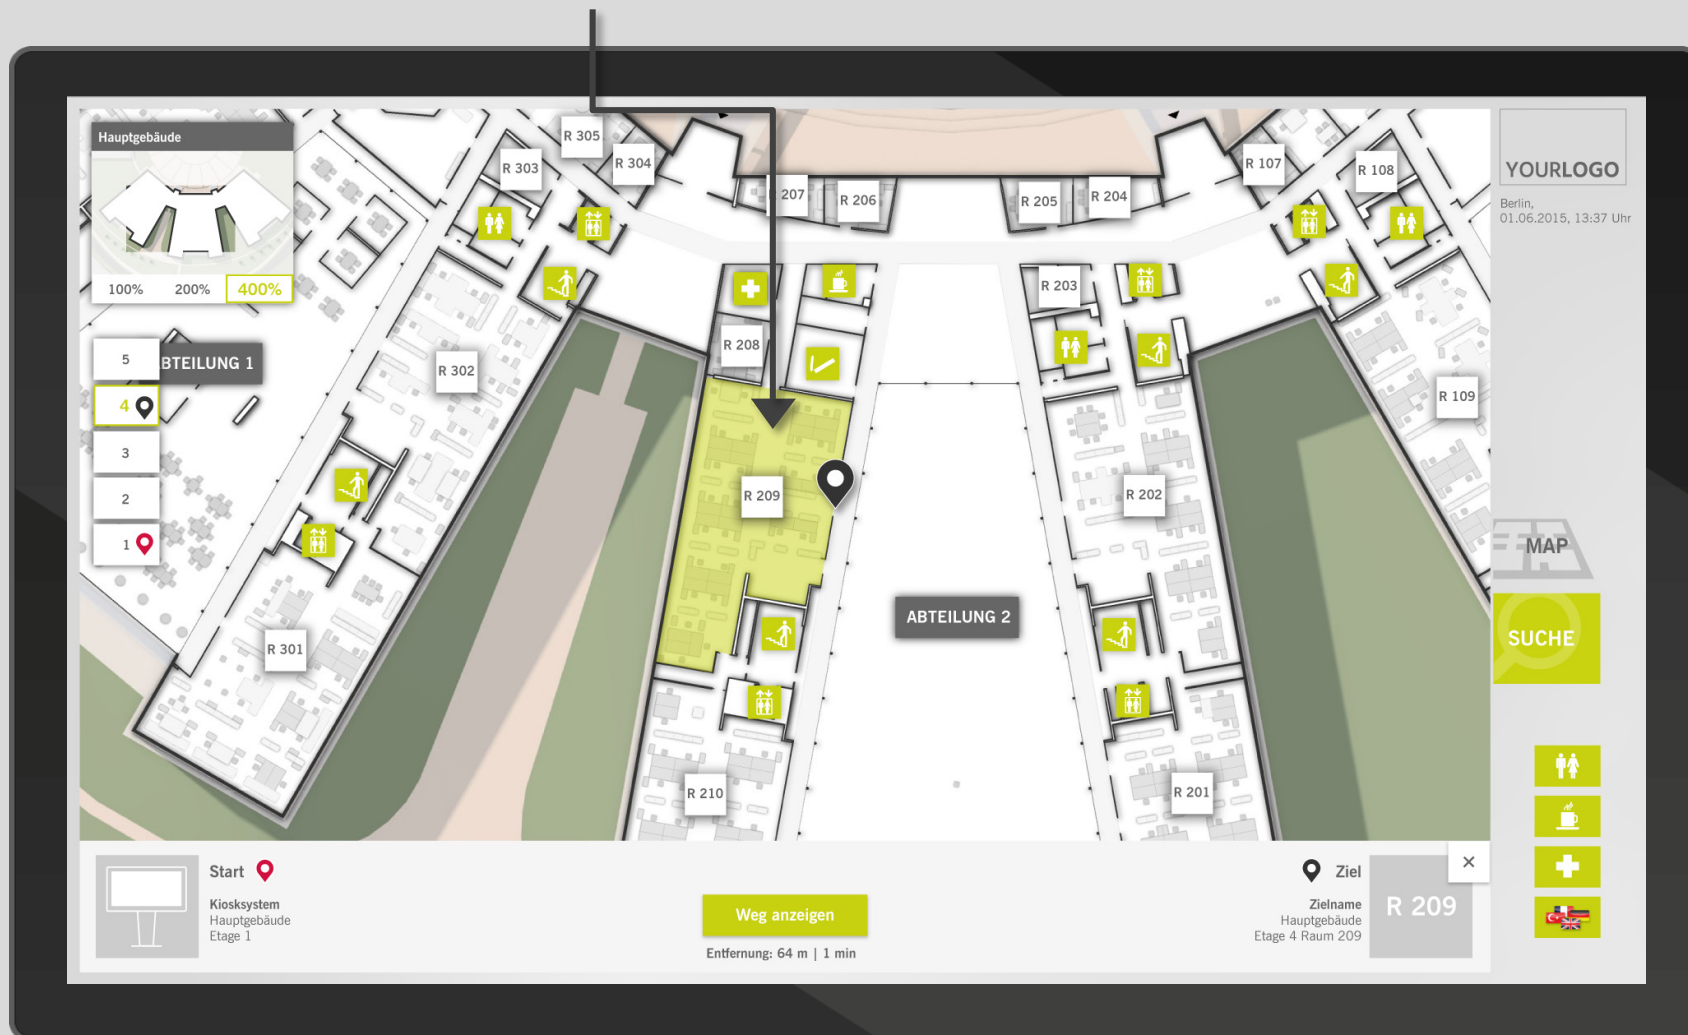 Hauptgebäude
100% 200% 400%
5
4
3
2
1
BTEILUNG 1
R 305
R 304
R 303
207
R 206
R 205
R 204
R 107
R 108
R 302
R 208
R 203
R 109
R 209
R 202
ABTEILUNG 2
R 301
R 210
R 201
YOURLOGO
Berlin,
01.06.2015, 13:37 Uhr
MAP
SUCHE
Start
Kiosksystem
Hauptgebäude
Etage 1
Weg anzeigen
Entfernung: 64 m | 1 min
Ziel
Zielname
Hauptgebäude
Etage 4 Raum 209
R 209
×